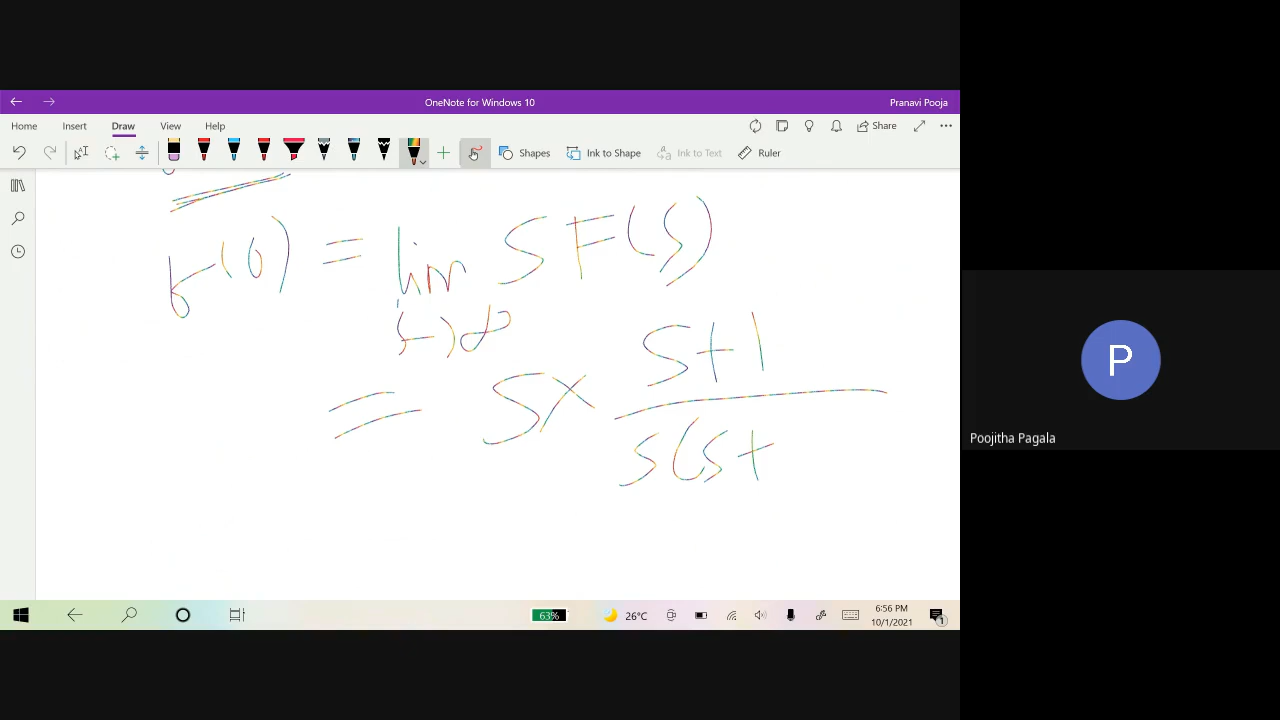 OneNote for Windows 10
Pranavi Pooja
Home Insert Draw View Help
Share
Shapes Ink to Shape Ink to Text Ruler
f(0) = lim S F(s)
s->∞
= S× S+1
s(s+
P
Poojitha Pagala
63% 26°C 6:56 PM
10/1/2021 1